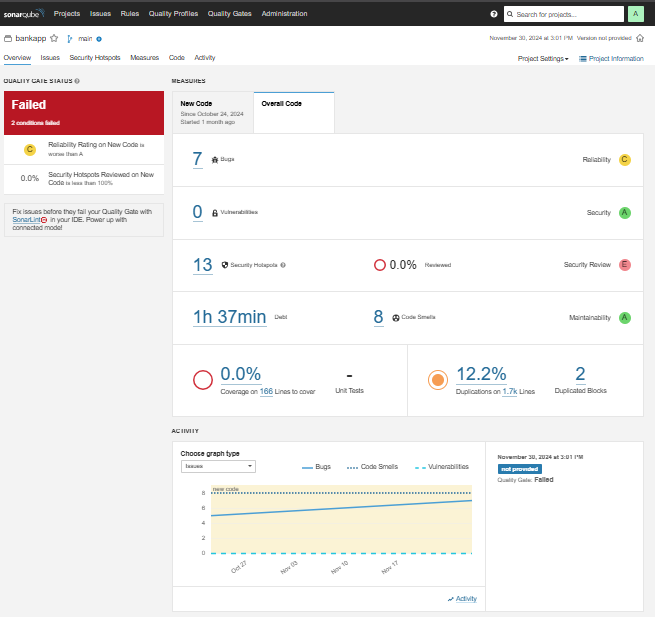 sonarqube Projects Issues Rules Quality Profiles Quality Gates Administration ? Search for projects... A
bankapp main November 30, 2024 at 3:01 PM Version not provided
Overview Issues Security Hotspots Measures Code Activity Project Settings Project Information
QUALITY GATE STATUS
Failed
2 conditions failed
C Reliability Rating on New Code is
worse than A
0.0% Security Hotspots Reviewed on New
Code is less than 100%
Fix issues before they fail your Quality Gate with
SonarLint in your IDE. Power up with
connected mode!
MEASURES
New Code
Since October 24, 2024
Started 1 month ago
Overall Code
7 Bugs Reliability C
0 Vulnerabilities Security A
13 Security Hotspots 0.0% Reviewed Security Review E
1h 37min Debt 8 Code Smells Maintainability A
0.0%
Coverage on 166 Lines to cover
-
Unit Tests
12.2%
Duplications on 1.7k Lines
2
Duplicated Blocks
ACTIVITY
Choose graph type
Issues
Bugs Code Smells Vulnerabilities
new code
8
6
4
2
0
Oct 27 Nov 03 Nov 10 Nov 17
Activity
November 30, 2024 at 3:01 PM
not provided
Quality Gate: Failed